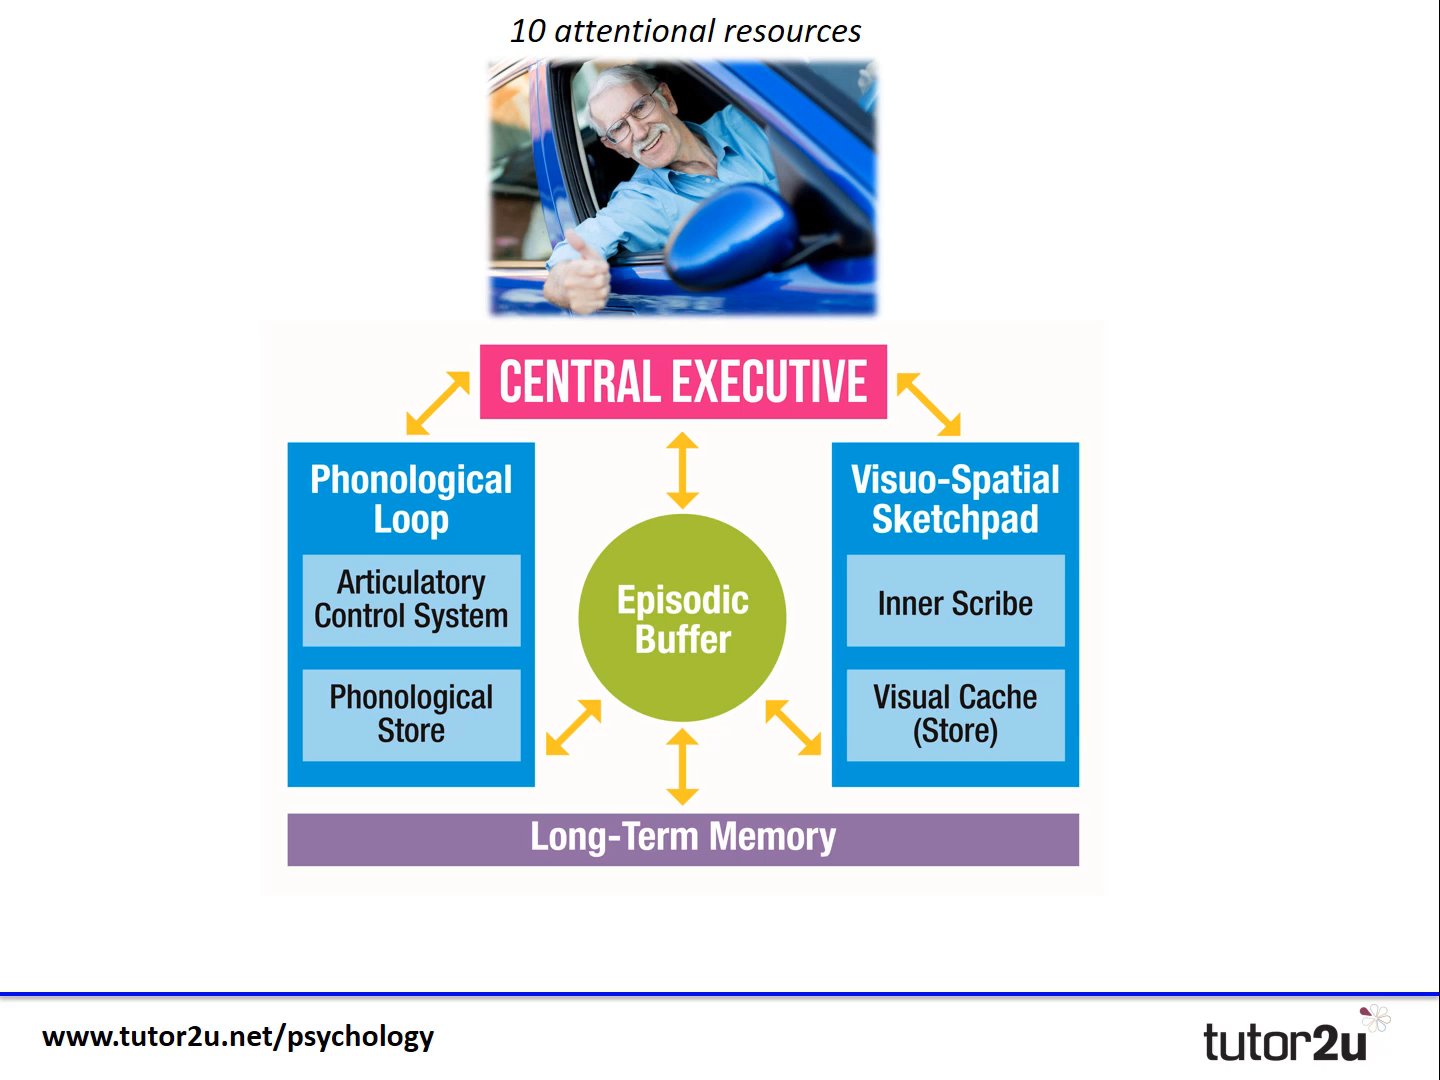 10 attentional resources
CENTRAL EXECUTIVE
Phonological
Loop
Articulatory
Control System
Phonological
Store
Episodic
Buffer
Visuo-Spatial
Sketchpad
Inner Scribe
Visual Cache
(Store)
Long-Term Memory
www.tutor2u.net/psychology
tutor2u